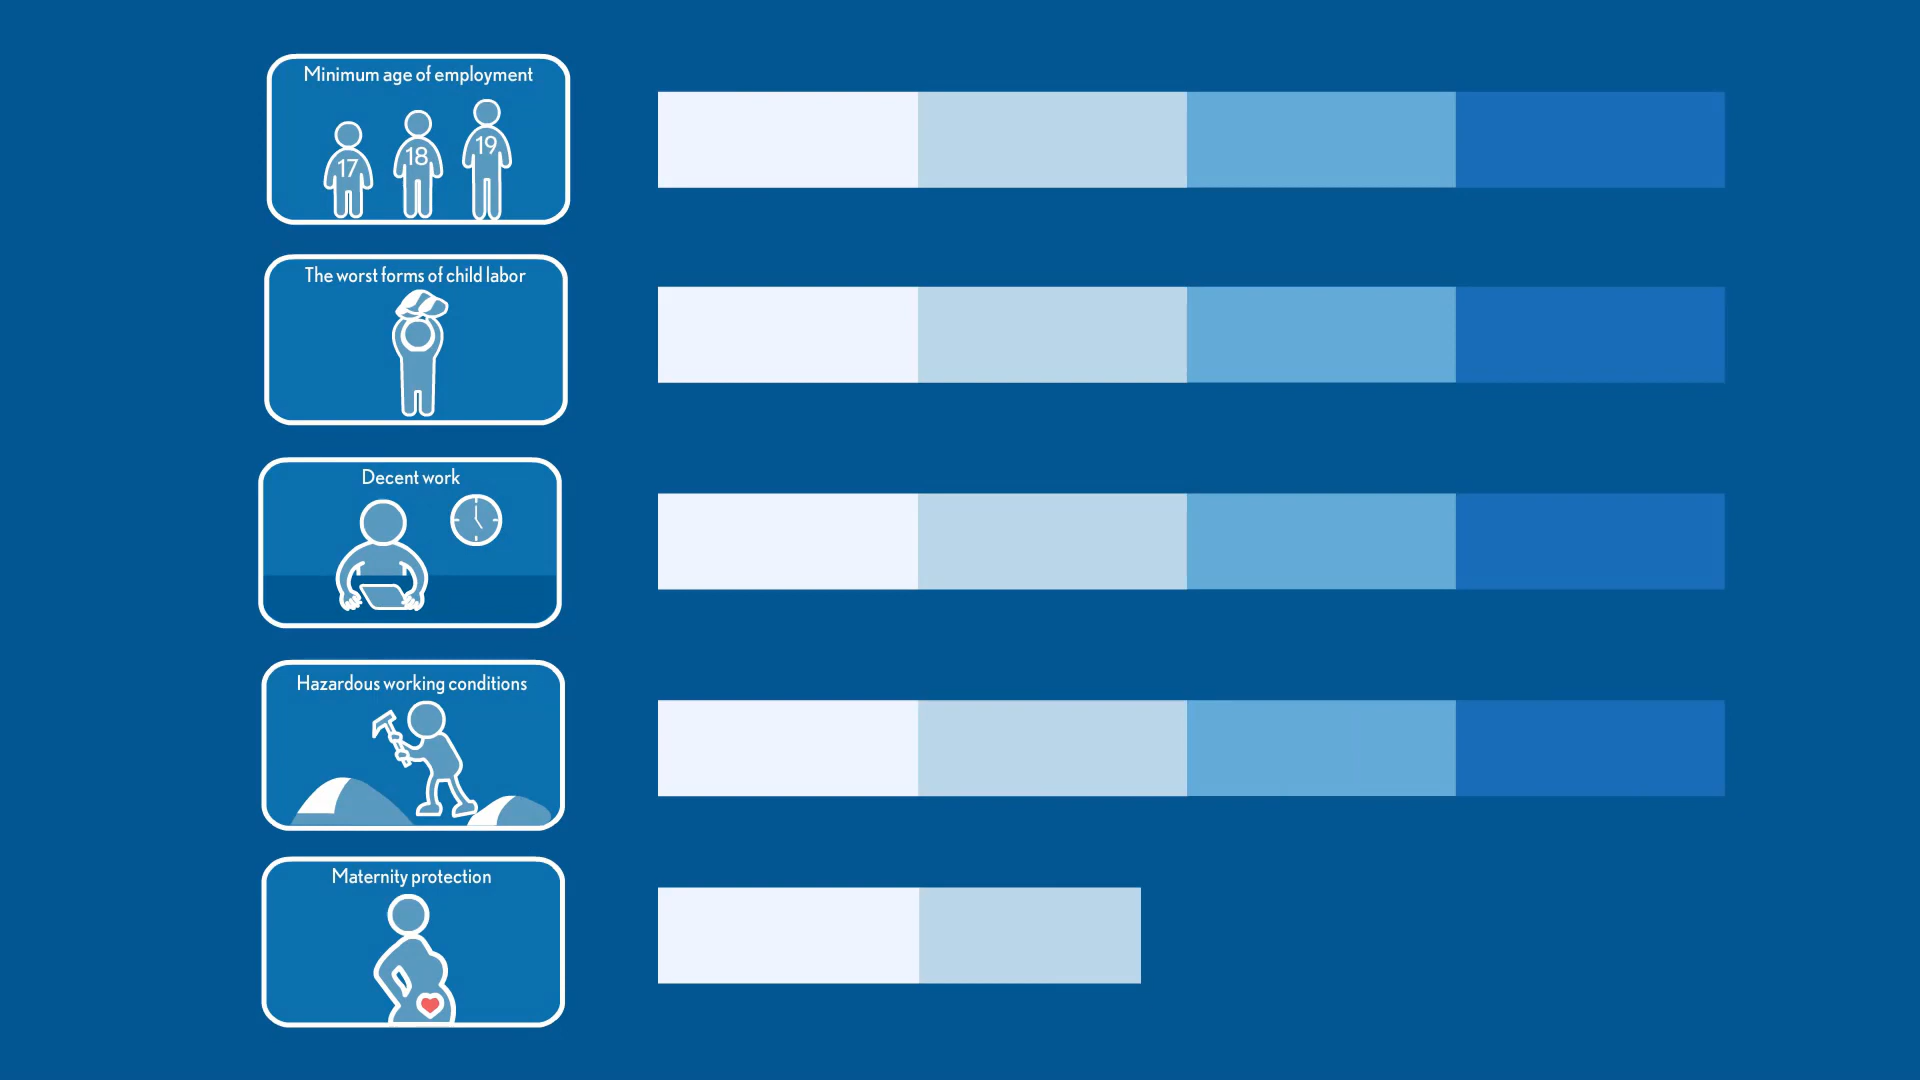 Minimum age of employment
17
18
19
The worst forms of child labor
Decent work
Hazardous working conditions
Maternity protection